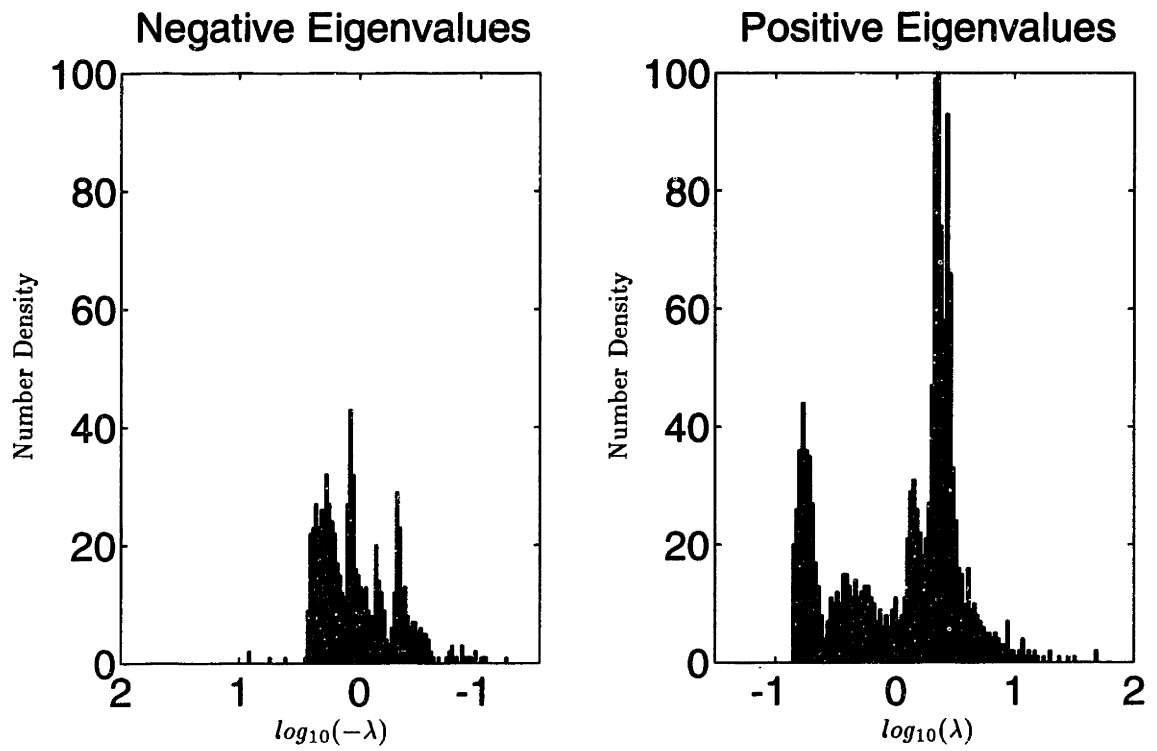 Negative Eigenvalues
100
80
60
40
20
0
Number Density
2 1 0 -1
log₁₀(−λ)
Positive Eigenvalues
100
80
60
40
20
0
Number Density
-1 0 1 2
log₁₀(λ)